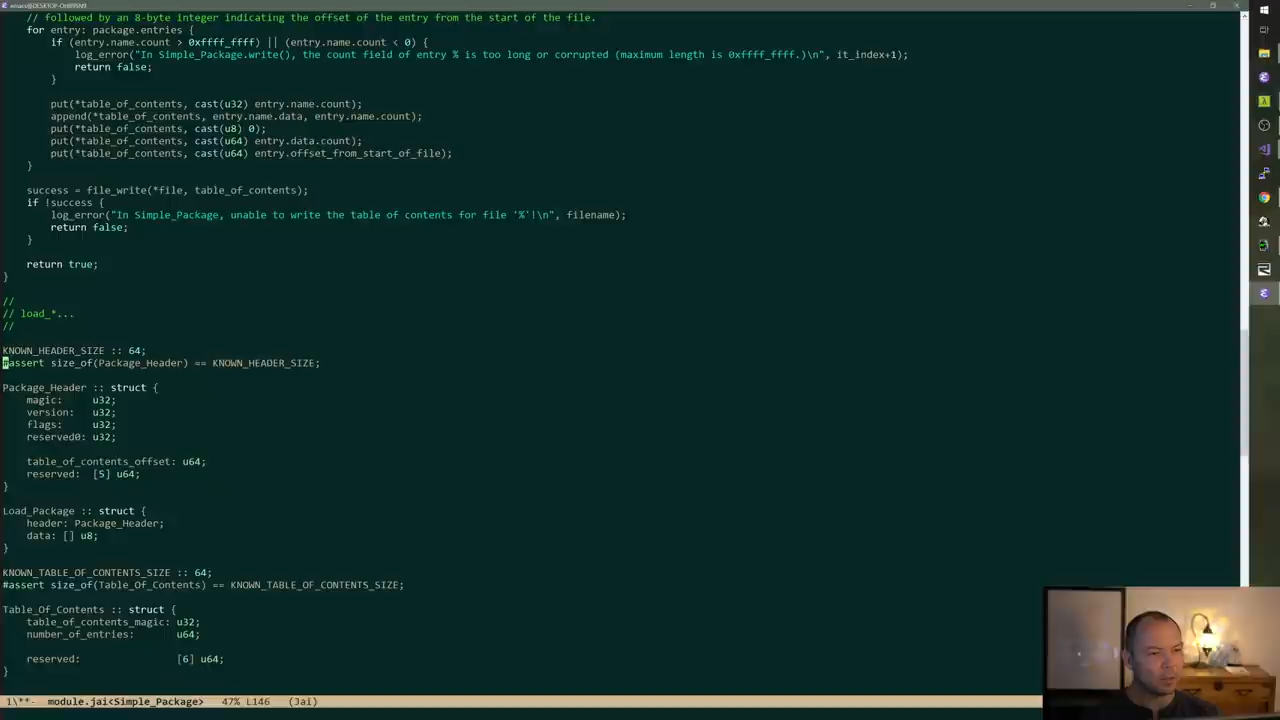 // followed by an 8-byte integer indicating the offset of the entry from the start of the file.
for entry: package.entries {
if (entry.name.count > 0xffff_ffff) || (entry.name.count < 0) {
log_error("In Simple_Package.write(), the count field of entry % is too long or corrupted (maximum length is 0xffff_ffff.)\n", it_index+1);
return false;
}
put(*table_of_contents, cast(u32) entry.name.count);
append(*table_of_contents, entry.name.data, entry.name.count);
put(*table_of_contents, cast(u8) 0);
put(*table_of_contents, cast(u64) entry.data.count);
put(*table_of_contents, cast(u64) entry.offset_from_start_of_file);
}
success = file_write(*file, table_of_contents);
if !success {
log_error("In Simple_Package, unable to write the table of contents for file '%'!\n", filename);
return false;
}
return true;
}
//
// load_*...
//
KNOWN_HEADER_SIZE :: 64;
#assert size_of(Package_Header) == KNOWN_HEADER_SIZE;
Package_Header :: struct {
magic: u32;
version: u32;
flags: u32;
reserved0: u32;
table_of_contents_offset: u64;
reserved: [5] u64;
}
Load_Package :: struct {
header: Package_Header;
data: [] u8;
}
KNOWN_TABLE_OF_CONTENTS_SIZE :: 64;
#assert size_of(Table_Of_Contents) == KNOWN_TABLE_OF_CONTENTS_SIZE;
Table_Of_Contents :: struct {
table_of_contents_magic: u32;
number_of_entries: u64;
reserved: [6] u64;
}
1\**- module.jai<Simple_Package> 47% L146 (Jai)